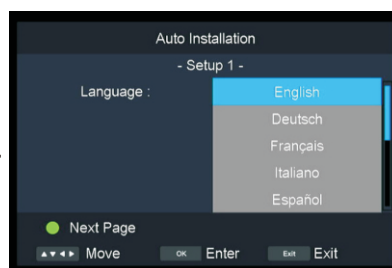 Auto Installation
- Setup 1 -
Language : English
Deutsch
Français
Italiano
Español
Next Page
Move OK Enter Exit Exit